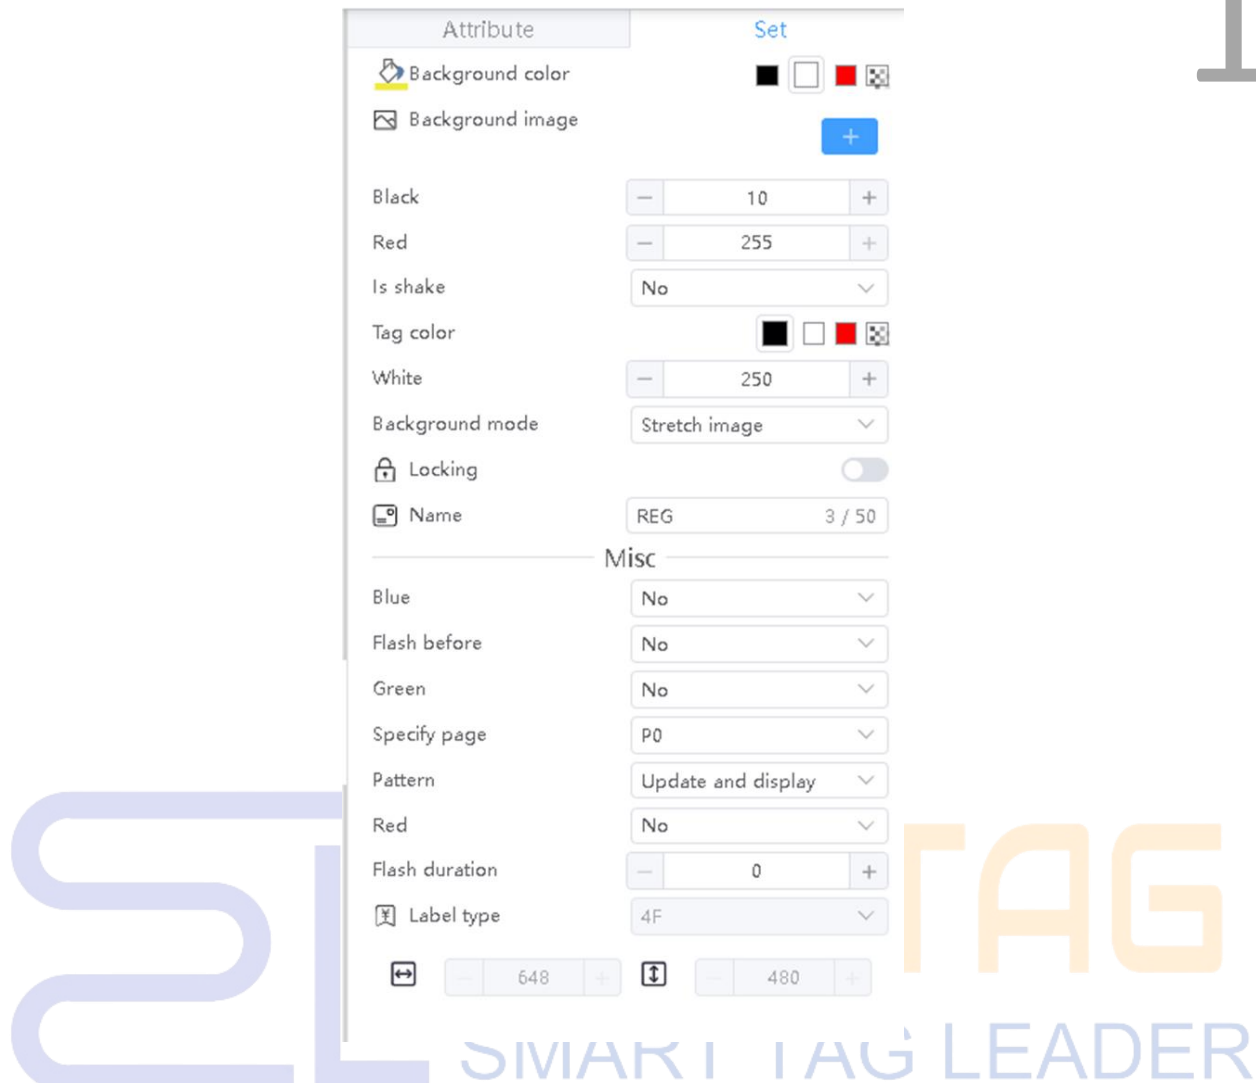 Attribute Set
Background color
Background image
+
Black − 10 +
Red − 255 +
Is shake No
Tag color
White − 250 +
Background mode Stretch image
Locking
Name REG 3 / 50
Misc
Blue No
Flash before No
Green No
Specify page P0
Pattern Update and display
Red No
Flash duration − 0 +
¥ Label type 4F
− 648 + − 480 +
TAG
SMART TAG LEADER